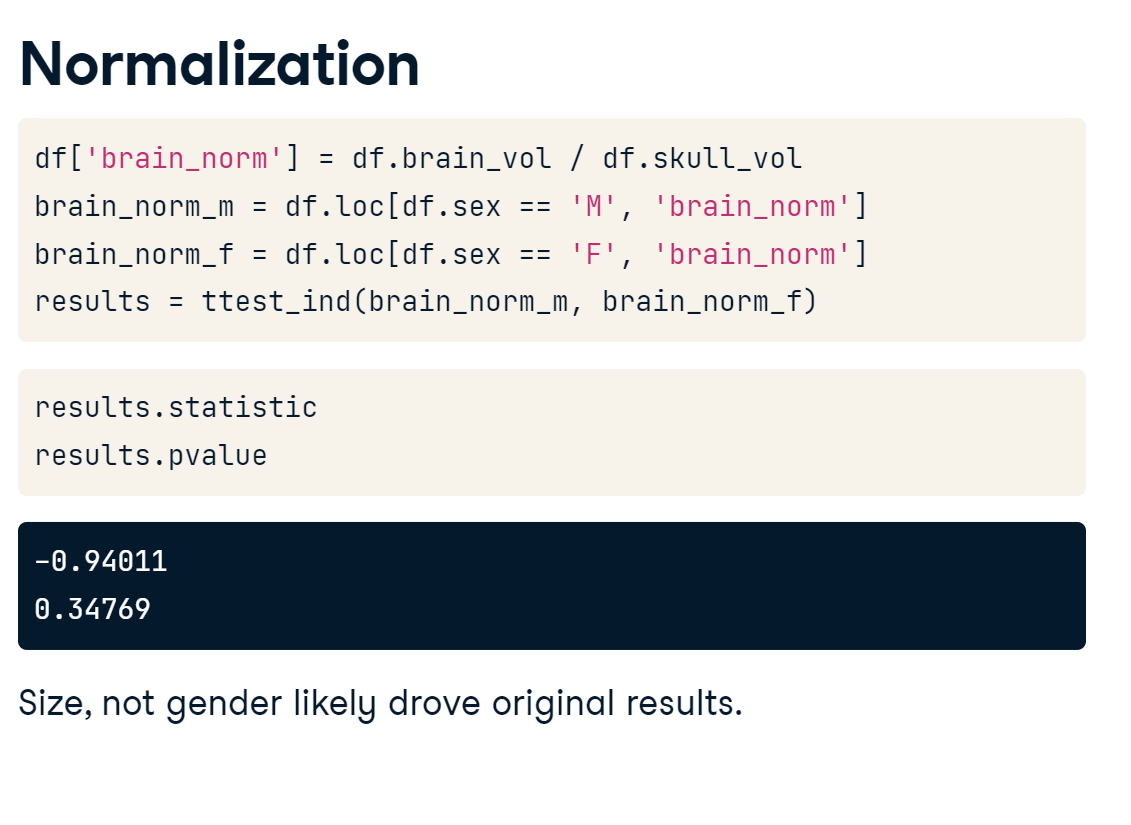 Normalization
df['brain_norm'] = df.brain_vol / df.skull_vol
brain_norm_m = df.loc[df.sex == 'M', 'brain_norm']
brain_norm_f = df.loc[df.sex == 'F', 'brain_norm']
results = ttest_ind(brain_norm_m, brain_norm_f)
results.statistic
results.pvalue
-0.94011
0.34769
Size, not gender likely drove original results.